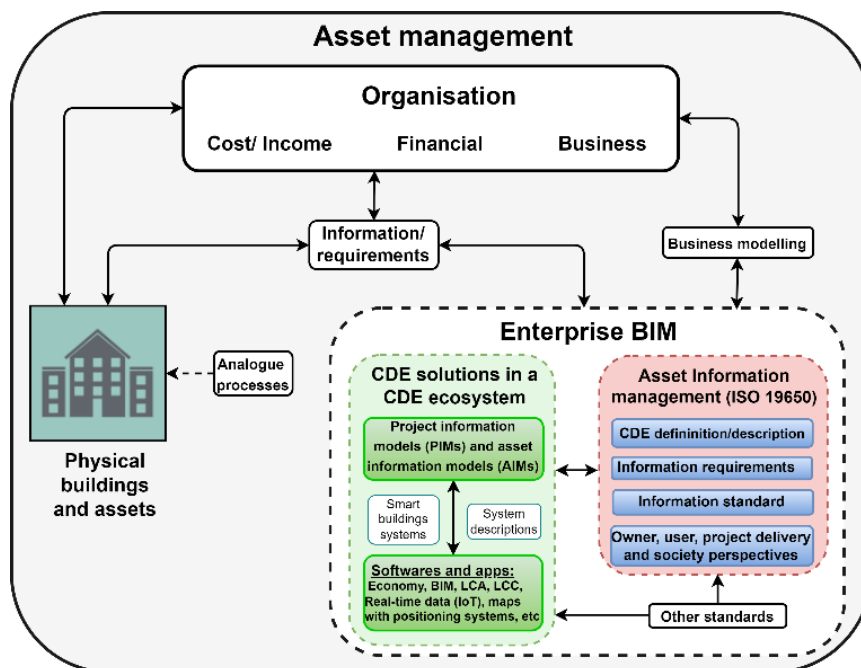 Asset management
Organisation
Cost/ Income Financial Business
Information/
requirements
Business modelling
Analogue
processes
Physical
buildings
and assets
Enterprise BIM
CDE solutions in a
CDE ecosystem
Project information
models (PIMs) and asset
information models (AIMs)
Smart
buildings
systems
System
descriptions
Softwares and apps:
Economy, BIM, LCA, LCC,
Real-time data (IoT), maps
with positioning systems, etc
Asset Information
management (ISO 19650)
CDE defininition/description
Information requirements
Information standard
Owner, user, project delivery
and society perspectives
Other standards